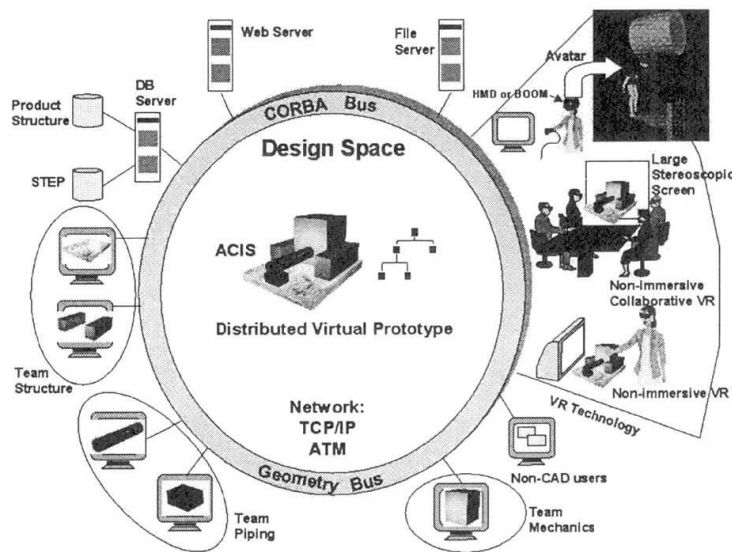 Web Server
File
Server
Avatar
HMD or BOOM
DB
Server
Product
Structure
STEP
CORBA Bus
Design Space
Large
Stereoscopic
Screen
ACIS
Non-immersive
Collaborative VR
Distributed Virtual Prototype
Team
Structure
Non-immersive VR
VR Technology
Network:
TCP/IP
ATM
Geometry Bus
Non-CAD users
Team
Piping
Team
Mechanics